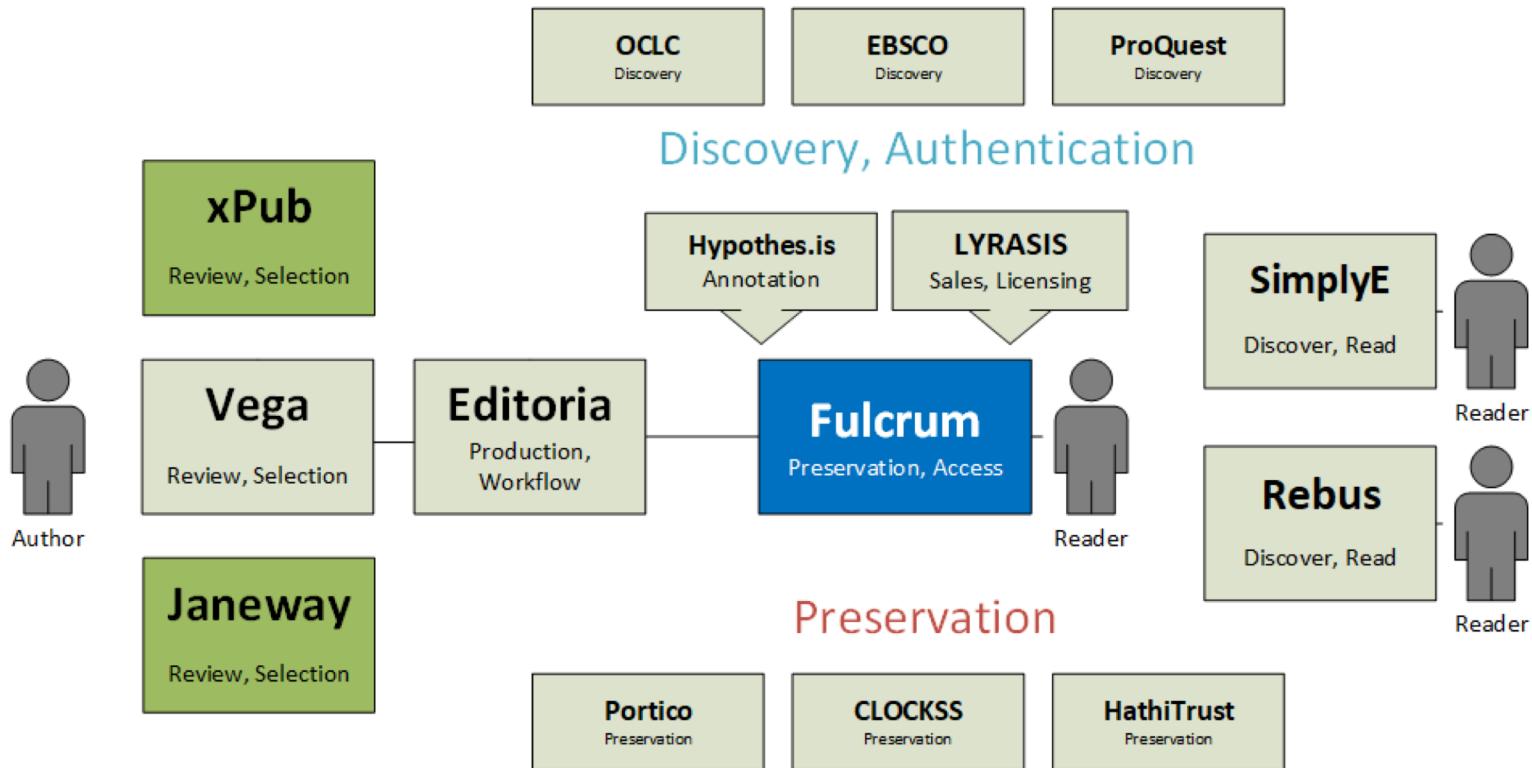 OCLC
Discovery
EBSCO
Discovery
ProQuest
Discovery
Discovery, Authentication
xPub
Review, Selection
Hypothes.is
Annotation
LYRASIS
Sales, Licensing
SimplyE
Discover, Read
Reader
Author
Vega
Review, Selection
Editoria
Production,
Workflow
Fulcrum
Preservation, Access
Reader
Rebus
Discover, Read
Reader
Janeway
Review, Selection
Preservation
Portico
Preservation
CLOCKSS
Preservation
HathiTrust
Preservation